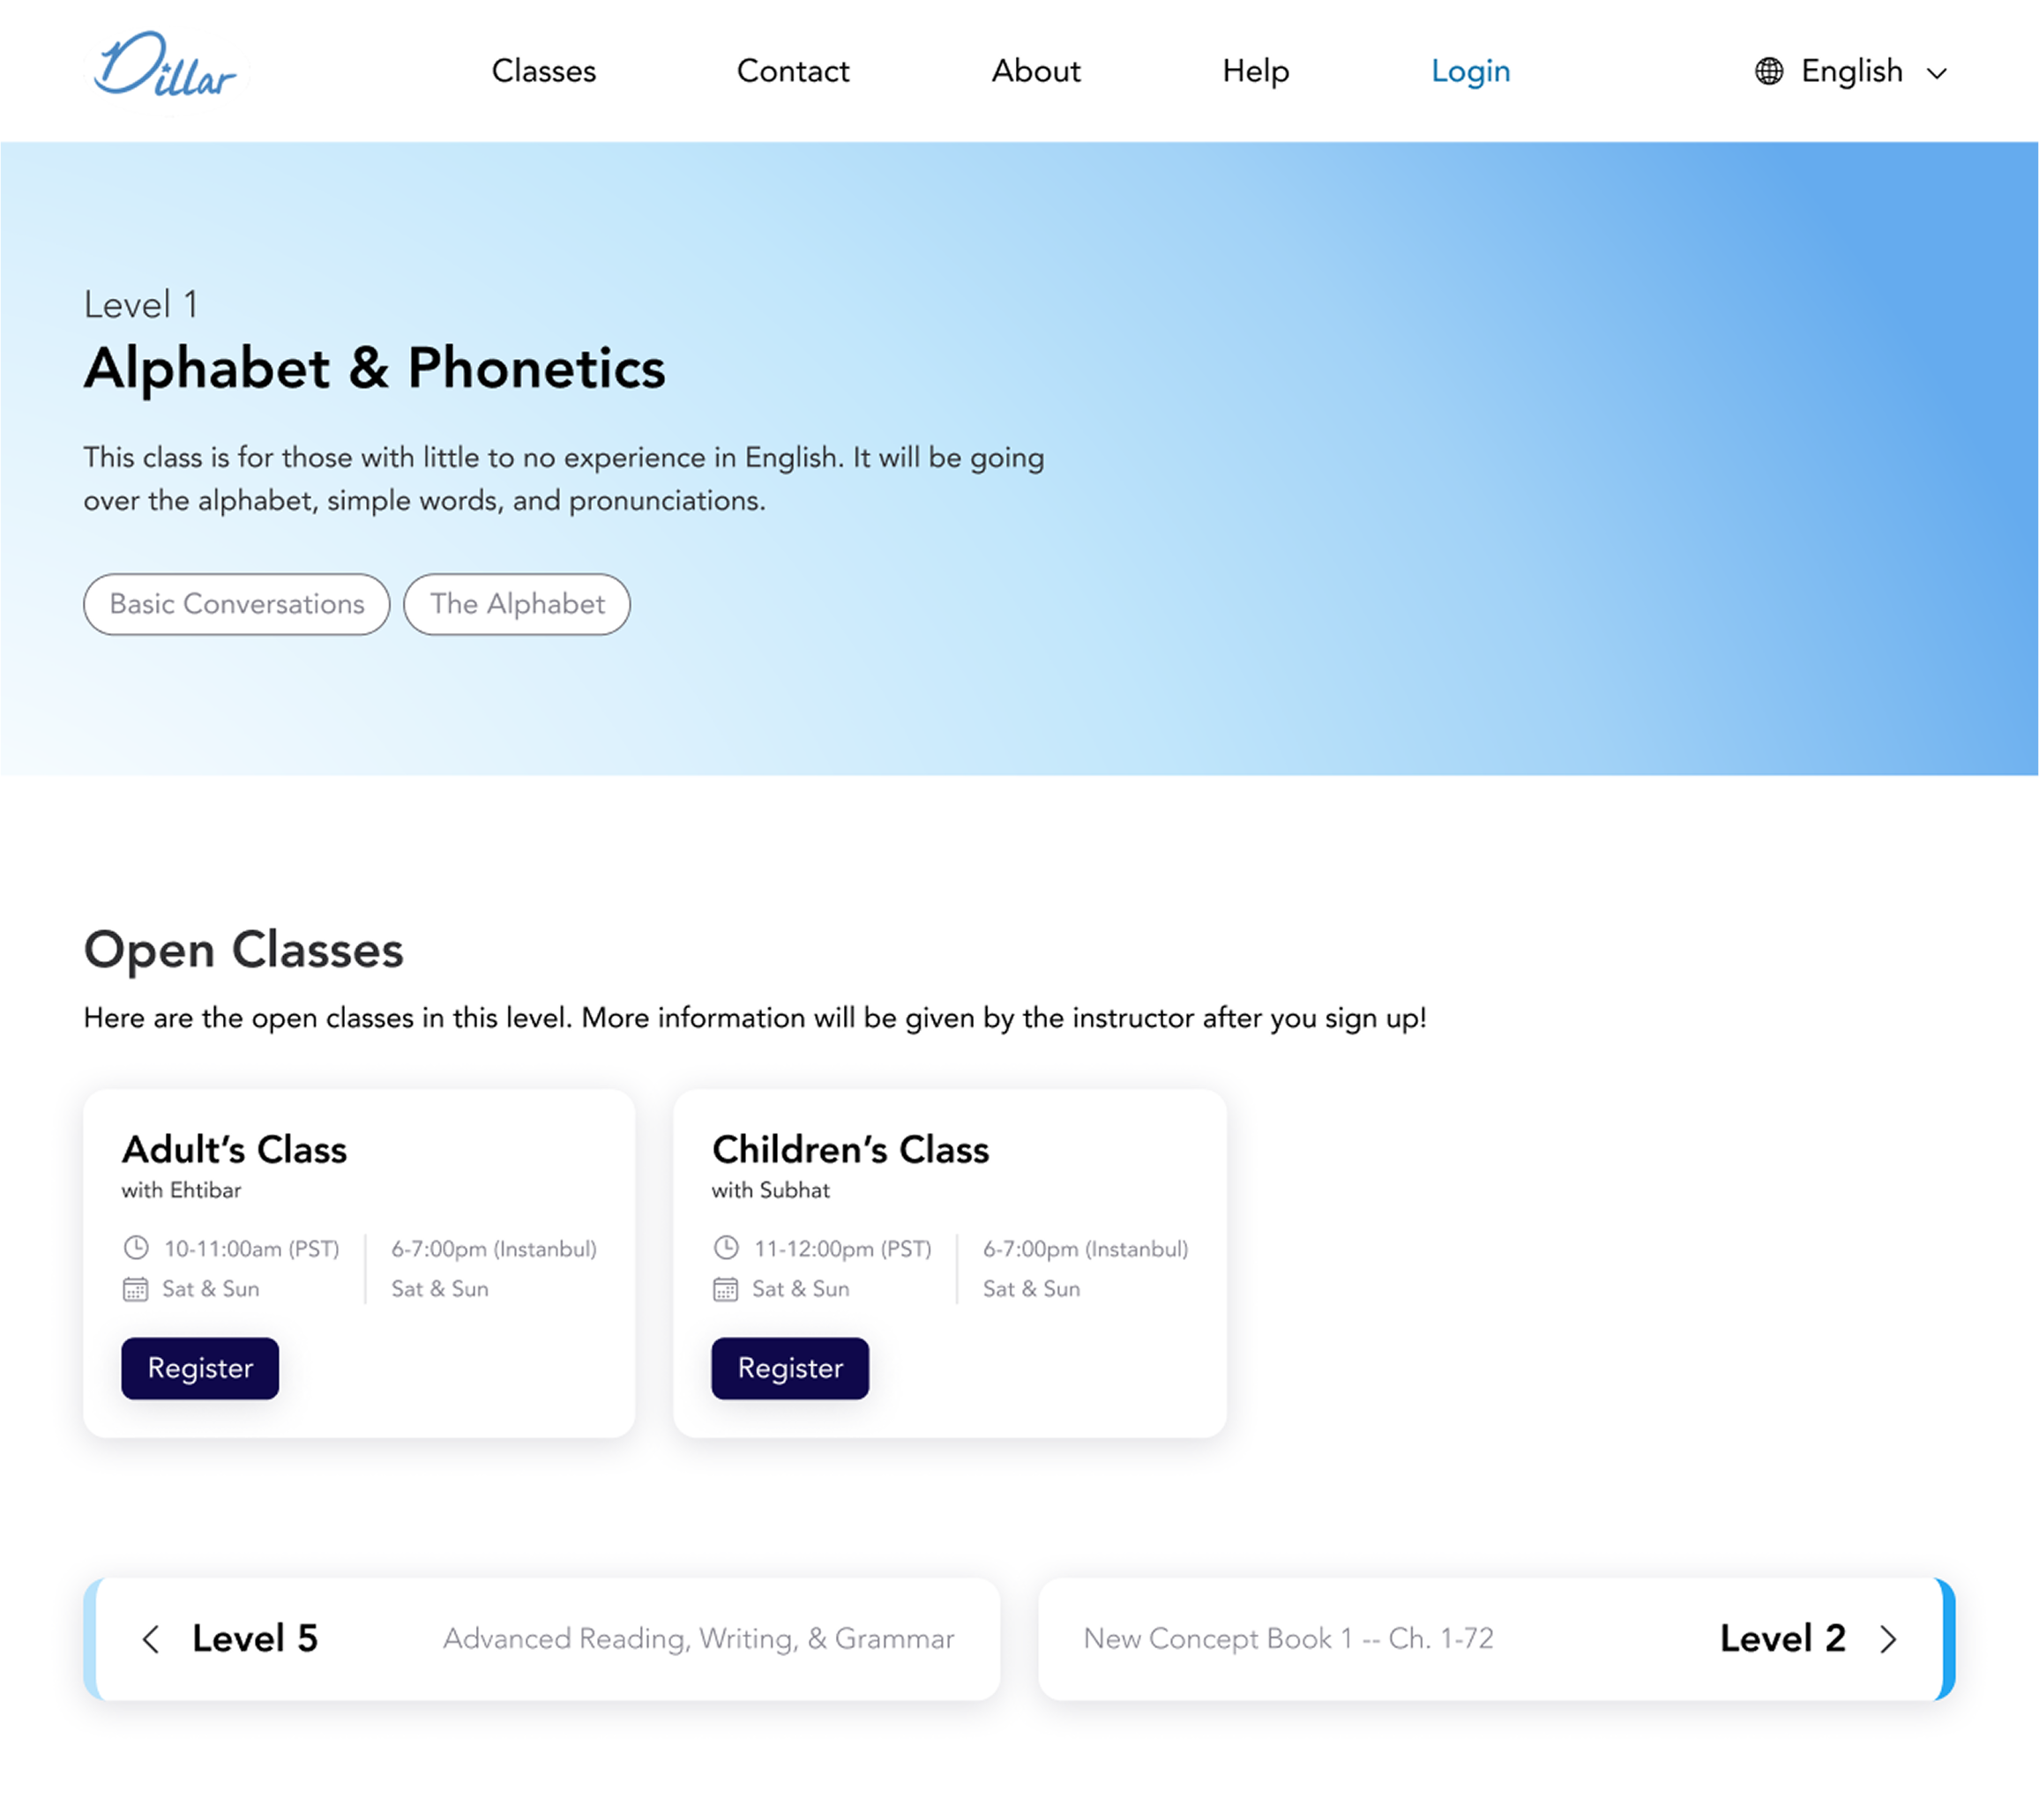 Dillar
Classes
Contact
About
Help
Login
English
Level 1
Alphabet & Phonetics
This class is for those with little to no experience in English. It will be going
over the alphabet, simple words, and pronunciations.
Basic Conversations
The Alphabet
Open Classes
Here are the open classes in this level. More information will be given by the instructor after you sign up!
Adult’s Class
with Ehtibar
10-11:00am (PST)
6-7:00pm (Instanbul)
Sat & Sun
Sat & Sun
Register
Children’s Class
with Subhat
11-12:00pm (PST)
6-7:00pm (Instanbul)
Sat & Sun
Sat & Sun
Register
Level 5
Advanced Reading, Writing, & Grammar
New Concept Book 1 -- Ch. 1-72
Level 2